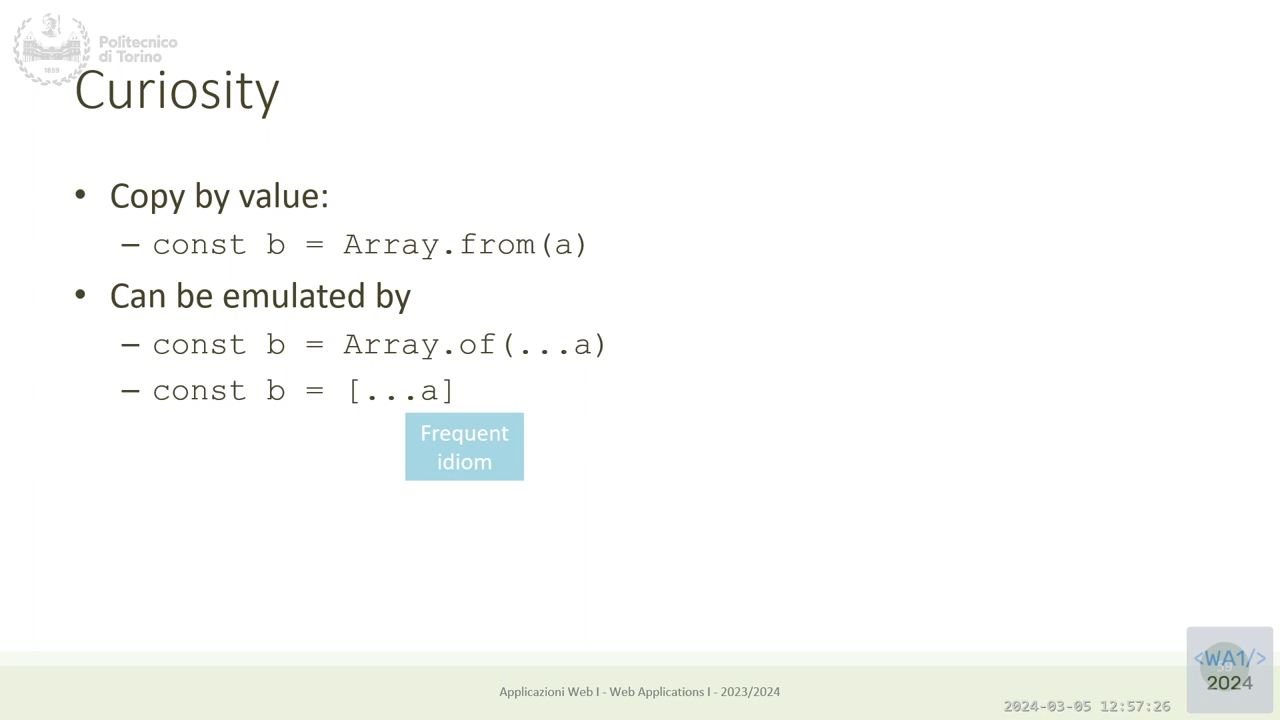 Politecnico
di Torino
1859
Curiosity
• Copy by value:
– const b = Array.from(a)
• Can be emulated by
– const b = Array.of(...a)
– const b = [...a]
Frequent
idiom
Applicazioni Web I - Web Applications I - 2023/2024
2024-03-05 12:57:26
<WA1/>
2024